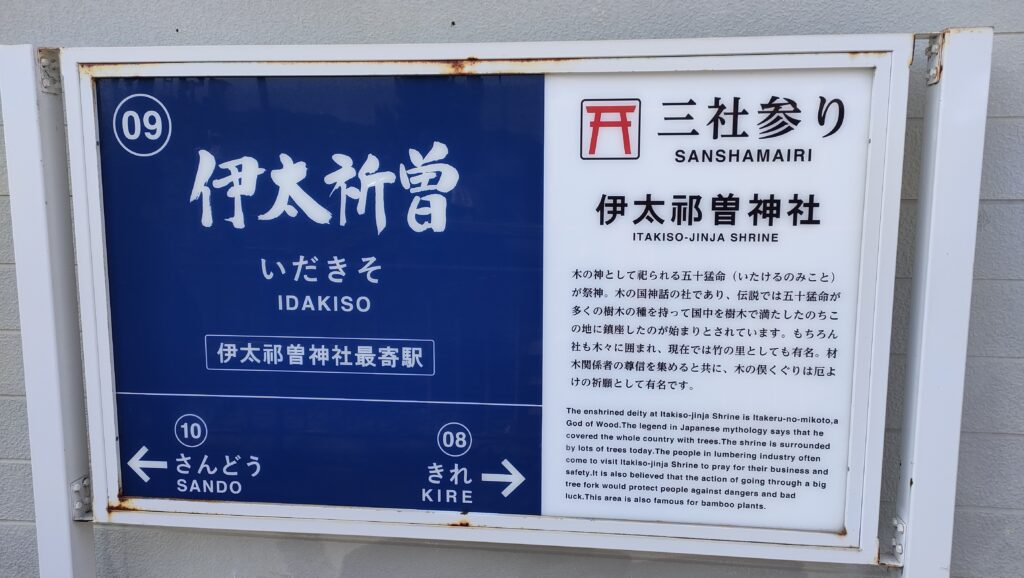 09
伊太祈曽
いだきそ
IDAKISO
伊太祁曽神社最寄駅
10
さんどう
SANDO
08
きれ
KIRE
三社参り
SANSHAMAIRI
伊太祁曽神社
ITAKISO-JINJA SHRINE
木の神として祀られる五十猛命(いたけるのみこと)
が祭神。木の国神話の社であり、伝説では五十猛命が
多くの樹木の種を持って国中を樹木で満たしたのちこ
の地に鎮座したのが始まりとされています。もちろん
社も木々に囲まれ、現在では竹の里としても有名。材
木関係者の尊信を集めると共に、木の俣くぐりは厄よ
けの祈願として有名です。
The enshrined deity at Itakiso-jinja Shrine is Itakeru-no-mikoto,a
God of Wood.The legend in Japanese mythology says that he
covered the whole country with trees.The shrine is surrounded
by lots of trees today.The people in lumbering industry often
come to visit Itakiso-jinja Shrine to pray for their business and
safety.It is also believed that the action of going through a big
tree fork would protect people against dangers and bad
luck.This area is also famous for bamboo plants.